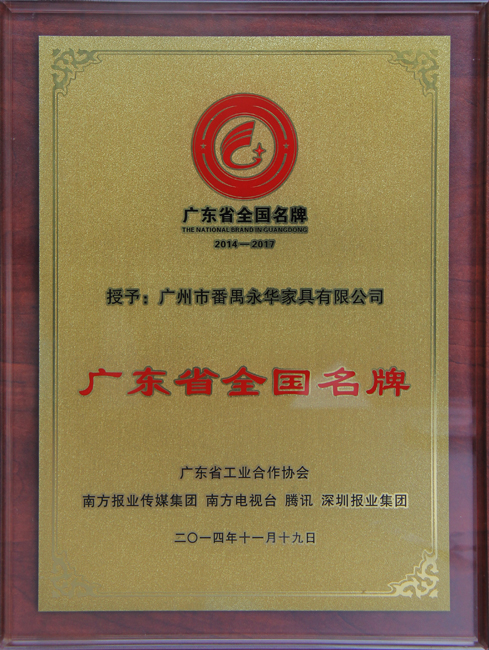 广东省全国名牌
THE NATIONAL BRAND IN GUANGDONG
2014—2017
授予：广州市番禺永华家具有限公司
广东省全国名牌
广东省工业合作协会
南方报业传媒集团 南方电视台 腾讯 深圳报业集团
二〇一四年十一月十九日